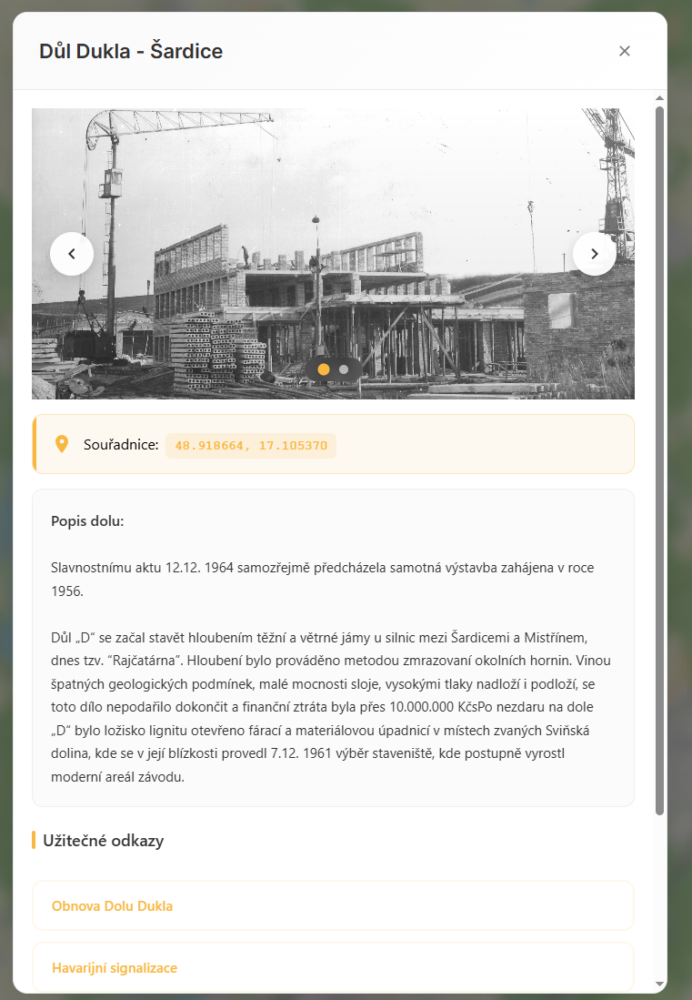 Důl Dukla - Šardice
Souřadnice: 48.918664, 17.105370
Popis dolu:
Slavnostnímu aktu 12.12. 1964 samozřejmě předcházela samotná výstavba zahájena v roce
1956.
Důl „D“ se začal stavět hloubením těžní a větrné jámy u silnic mezi Šardicemi a Mistřínem,
dnes tzv. “Rajčatárna”. Hloubení bylo prováděno metodou zmrazovaní okolních hornin. Vinou
špatných geologických podmínek, malé mocnosti sloje, vysokými tlaky nadloží i podloží, se
toto dílo nepodařilo dokončit a finanční ztráta byla přes 10.000.000 KčsPo nezdaru na dole
„D“ bylo ložisko lignitu otevřeno fárací a materiálovou úpadnicí v místech zvaných Sviňská
dolina, kde se v její blízkosti provedl 7.12. 1961 výběr staveniště, kde postupně vyrostl
moderní areál závodu.
Užitečné odkazy
Obnova Dolu Dukla
Havarijní signalizace